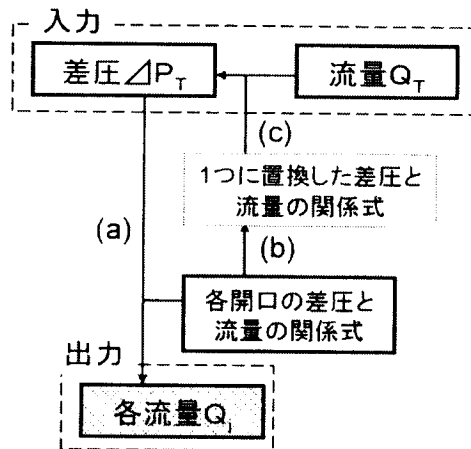 入力
差圧⊿PT
流量QT
(c)
1つに置換した差圧と
流量の関係式
(a)
(b)
各開口の差圧と
流量の関係式
出力
各流量Qi